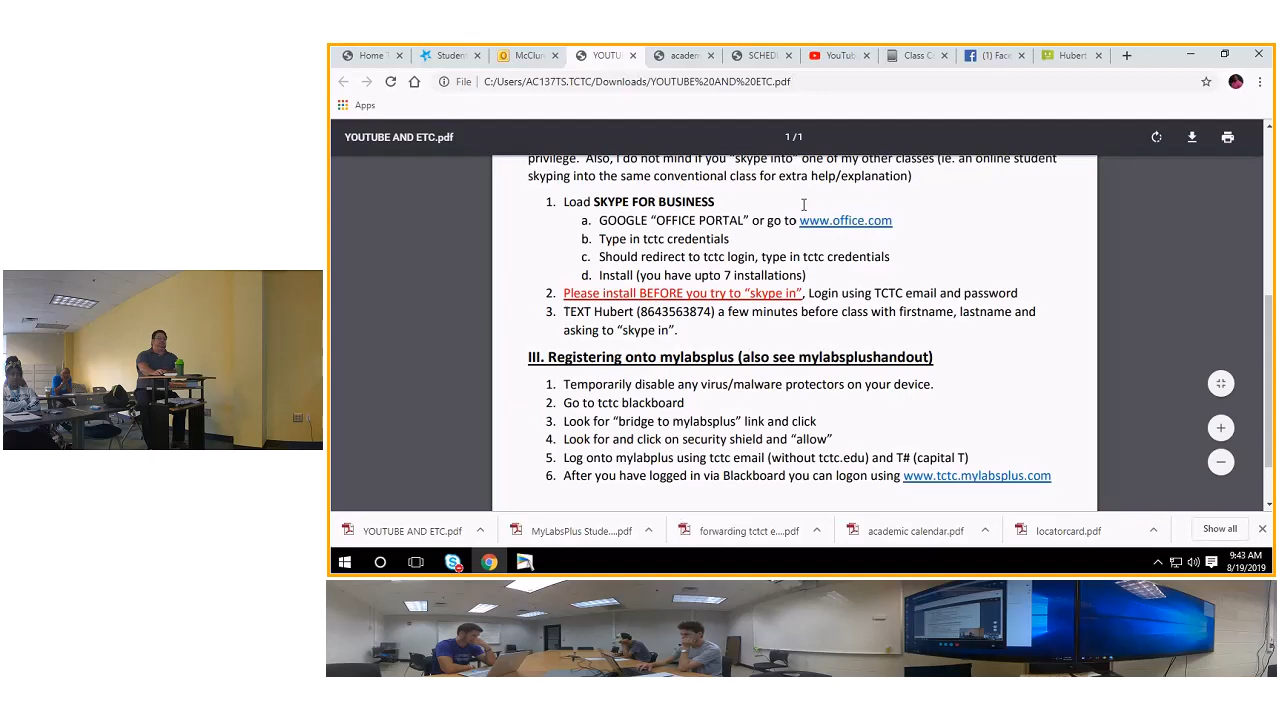 Home T
Studen
McClur
YOUTU
academ
SCHED
YouTub
Class C
(1) Face
Hubert
File
C:/Users/AC137TS.TCTC/Downloads/YOUTUBE%20AND%20ETC.pdf
Apps
YOUTUBE AND ETC.pdf
1 / 1
privilege. Also, I do not mind if you "skype into" one of my other classes (ie. an online student
skyping into the same conventional class for extra help/explanation)
1. Load SKYPE FOR BUSINESS
a. GOOGLE "OFFICE PORTAL" or go to www.office.com
b. Type in tctc credentials
c. Should redirect to tctc login, type in tctc credentials
d. Install (you have upto 7 installations)
2. Please install BEFORE you try to "skype in", Login using TCTC email and password
3. TEXT Hubert (8643563874) a few minutes before class with firstname, lastname and
asking to "skype in".
III. Registering onto mylabsplus (also see mylabsplushandout)
1. Temporarily disable any virus/malware protectors on your device.
2. Go to tctc blackboard
3. Look for "bridge to mylabsplus" link and click
4. Look for and click on security shield and "allow"
5. Log onto mylabplus using tctc email (without tctc.edu) and T# (capital T)
6. After you have logged in via Blackboard you can logon using www.tctc.mylabsplus.com
YOUTUBE AND ETC.pdf
MyLabsPlus Stude....pdf
forwarding tctct e....pdf
academic calendar.pdf
locatorcard.pdf
Show all
9:43 AM
8/19/2019